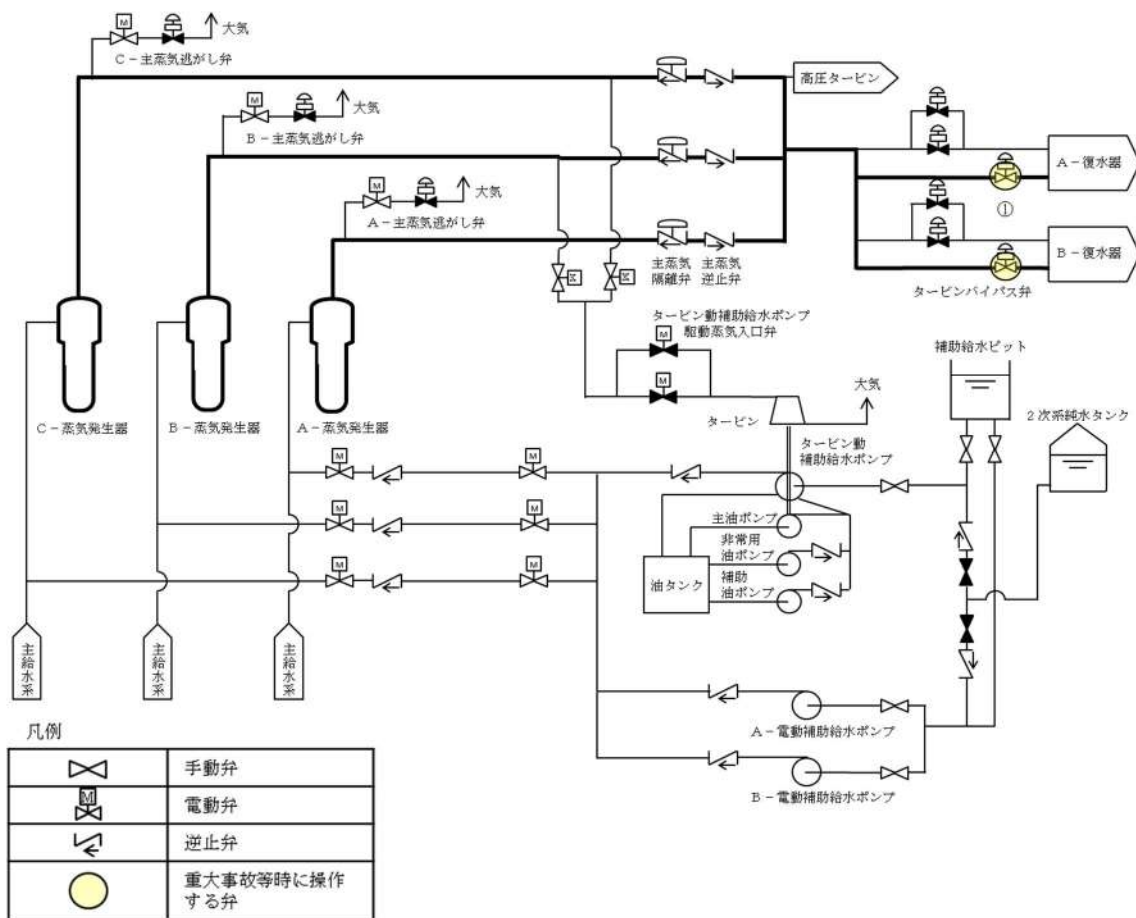 M
大気
C－主蒸気逃がし弁
M
大気
B－主蒸気逃がし弁
M
大気
A－主蒸気逃がし弁
高圧タービン
A－復水器
①
B－復水器
タービンバイパス弁
主蒸気
隔離弁
主蒸気
逆止弁
M
M
タービン動補助給水ポンプ
駆動蒸気入口弁
M
M
大気
タービン
補助給水ピット
2次系純水タンク
C－蒸気発生器
B－蒸気発生器
A－蒸気発生器
タービン動
補助給水ポンプ
M
M
M
M
M
M
主油ポンプ
非常用
油ポンプ
補助
油ポンプ
油タンク
主給水系
主給水系
主給水系
A－電動補助給水ポンプ
B－電動補助給水ポンプ
凡例
手動弁
M
電動弁
逆止弁
重大事故等時に操作
する弁